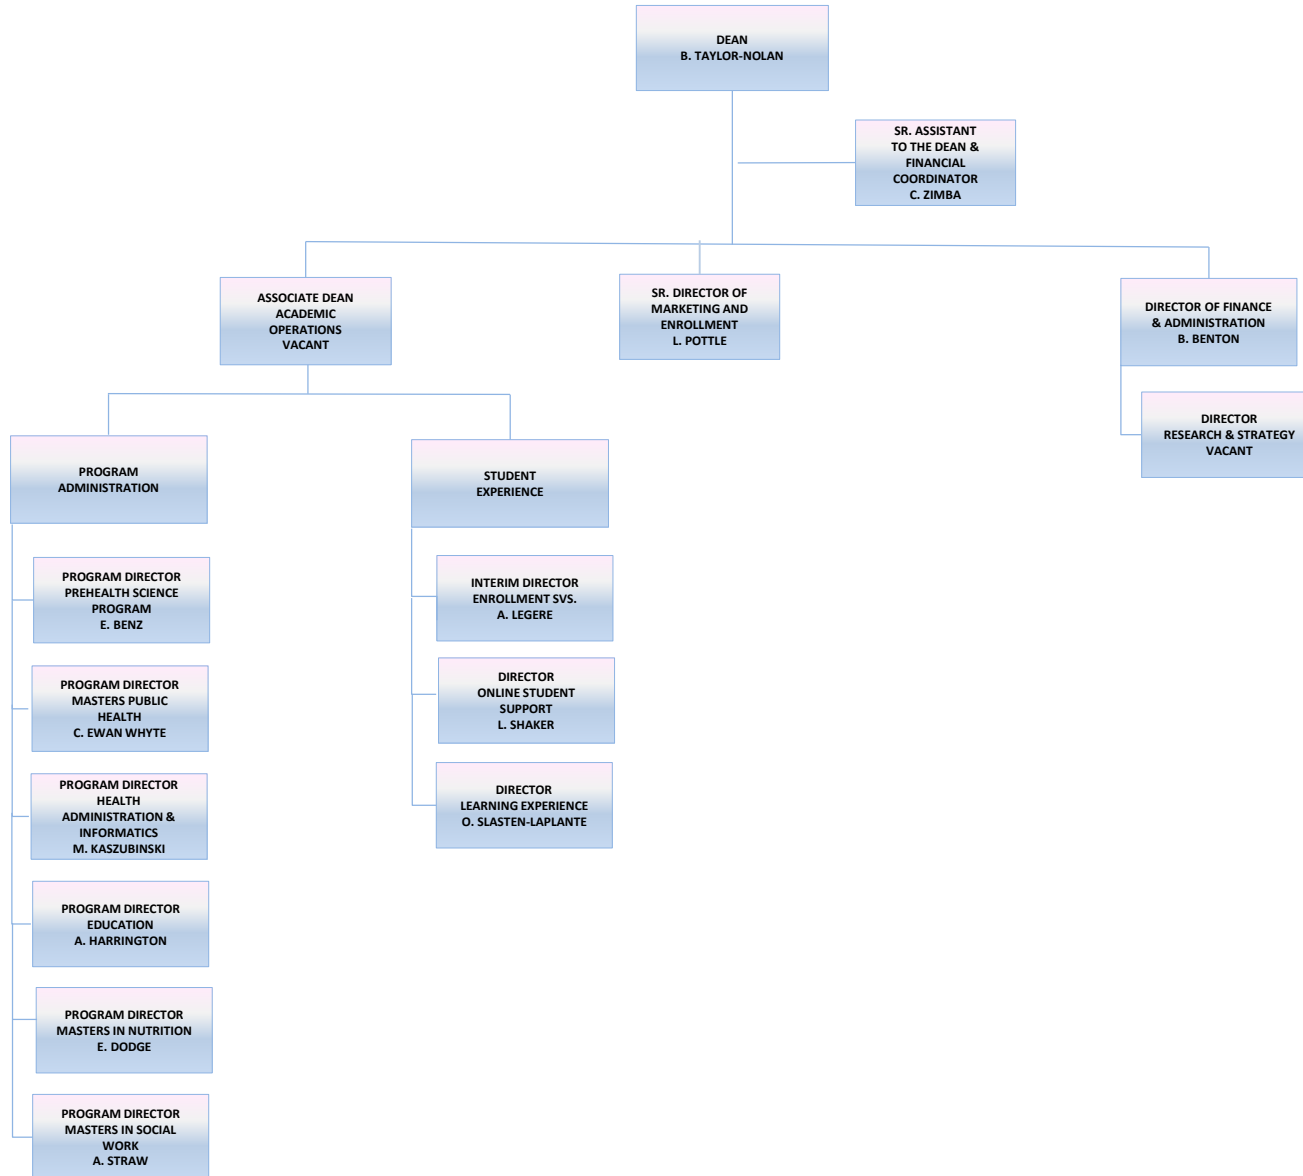 DEAN
B. TAYLOR-NOLAN
SR. ASSISTANT
TO THE DEAN &
FINANCIAL
COORDINATOR
C. ZIMBA
ASSOCIATE DEAN
ACADEMIC
OPERATIONS
VACANT
SR. DIRECTOR OF
MARKETING AND
ENROLLMENT
L. POTTLE
DIRECTOR OF FINANCE
& ADMINISTRATION
B. BENTON
DIRECTOR
RESEARCH & STRATEGY
VACANT
PROGRAM
ADMINISTRATION
STUDENT
EXPERIENCE
PROGRAM DIRECTOR
PREHEALTH SCIENCE
PROGRAM
E. BENZ
INTERIM DIRECTOR
ENROLLMENT SVS.
A. LEGERE
PROGRAM DIRECTOR
MASTERS PUBLIC
HEALTH
C. EWAN WHYTE
DIRECTOR
ONLINE STUDENT
SUPPORT
L. SHAKER
PROGRAM DIRECTOR
HEALTH
ADMINISTRATION &
INFORMATICS
M. KASZUBINSKI
DIRECTOR
LEARNING EXPERIENCE
O. SLASTEN-LAPLANTE
PROGRAM DIRECTOR
EDUCATION
A. HARRINGTON
PROGRAM DIRECTOR
MASTERS IN NUTRITION
E. DODGE
PROGRAM DIRECTOR
MASTERS IN SOCIAL
WORK
A. STRAW